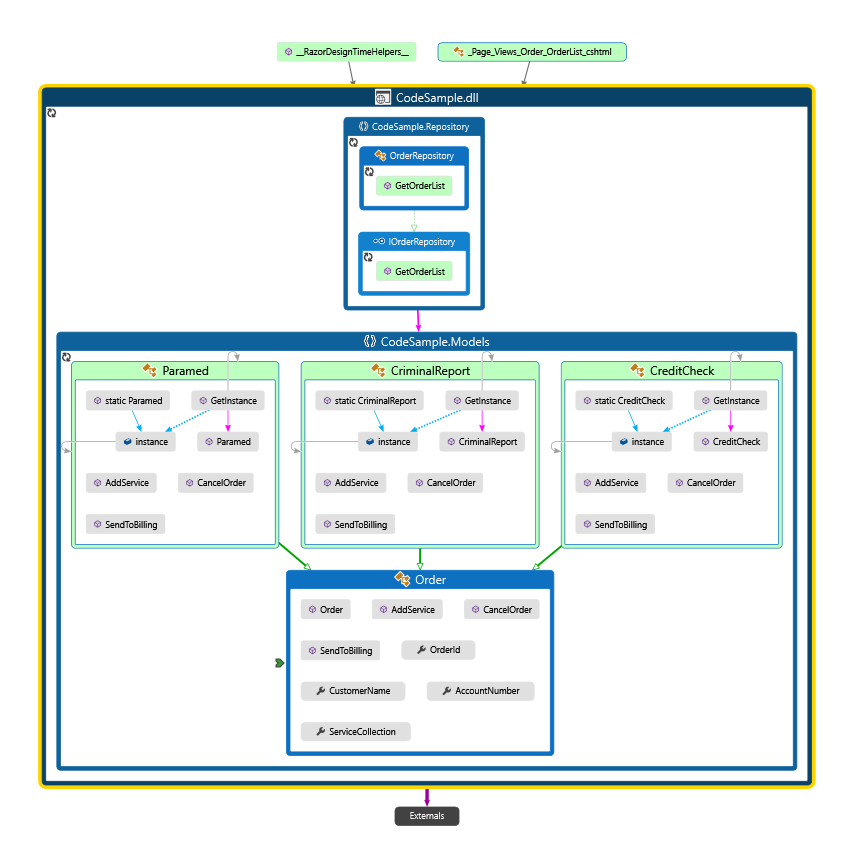 __RazorDesignTimeHelpers__
_Page_Views_Order_OrderList_cshtml
CodeSample.dll
CodeSample.Repository
OrderRepository
GetOrderList
IOrderRepository
GetOrderList
CodeSample.Models
Paramed
static Paramed
GetInstance
instance
Paramed
AddService
CancelOrder
SendToBilling
CriminalReport
static CriminalReport
GetInstance
instance
CriminalReport
AddService
CancelOrder
SendToBilling
CreditCheck
static CreditCheck
GetInstance
instance
CreditCheck
AddService
CancelOrder
SendToBilling
Order
Order
AddService
CancelOrder
SendToBilling
OrderId
CustomerName
AccountNumber
ServiceCollection
Externals